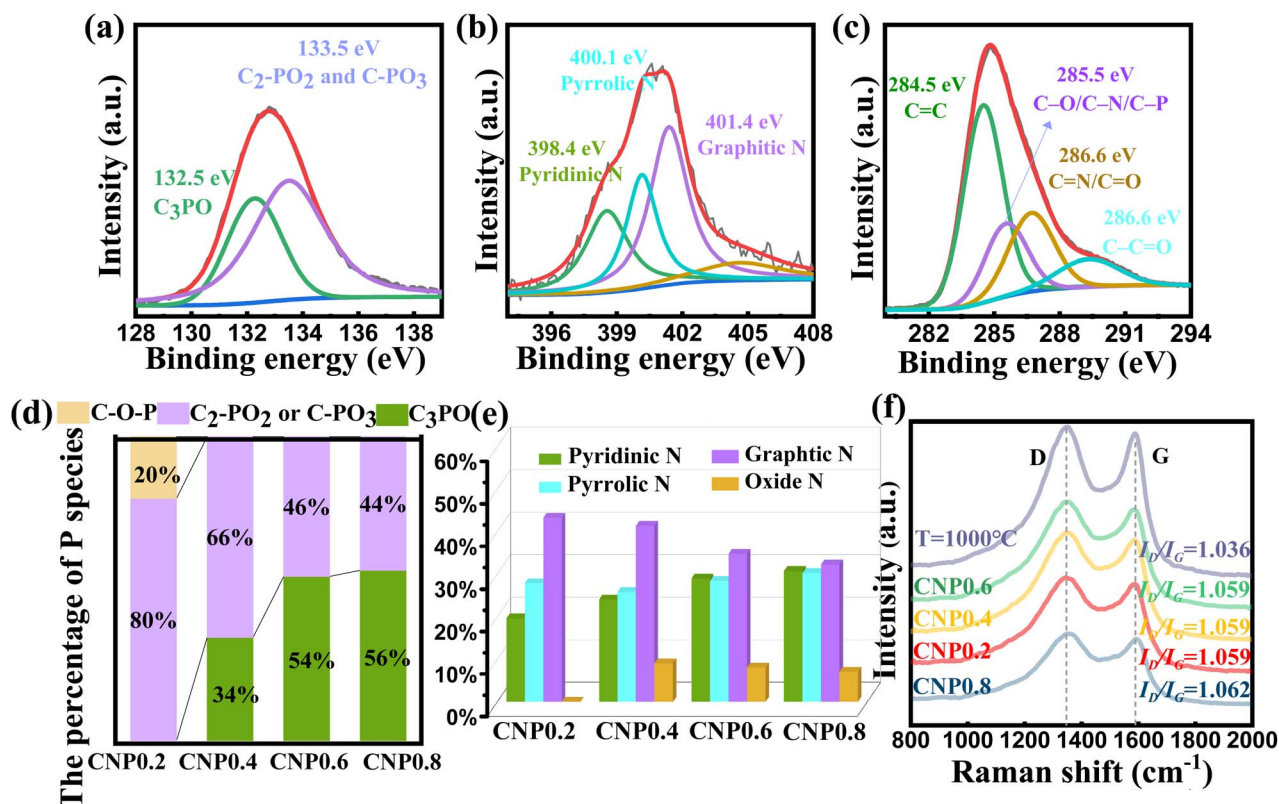 (a)
133.5 eV
C2-PO2 and C-PO3
132.5 eV
C3PO
Intensity (a.u.)
128 130 132 134 136 138
Binding energy (eV)
(b)
400.1 eV
Pyrrolic N
398.4 eV
Pyridinic N
401.4 eV
Graphitic N
Intensity (a.u.)
396 399 402 405 408
Binding energy (eV)
(c)
284.5 eV
C=C
285.5 eV
C–O/C–N/C–P
286.6 eV
C=N/C=O
286.6 eV
C–C=O
Intensity (a.u.)
282 285 288 291 294
Binding energy (eV)
(d)
C-O-P C2-PO2 or C-PO3 C3PO
The percentage of P species
20% 46% 44%
66%
80% 54% 56%
34%
CNP0.2 CNP0.4 CNP0.6 CNP0.8
(e)
Pyridinic N Graphtic N
Pyrrolic N Oxide N
60%
50%
40%
30%
20%
10%
0%
CNP0.2 CNP0.4 CNP0.6 CNP0.8
(f)
Intensity (a.u.)
D G
T=1000°C ID/IG=1.036
CNP0.6 ID/IG=1.059
CNP0.4 ID/IG=1.059
CNP0.2 ID/IG=1.059
CNP0.8 ID/IG=1.062
800 1000 1200 1400 1600 1800 2000
Raman shift (cm-1)